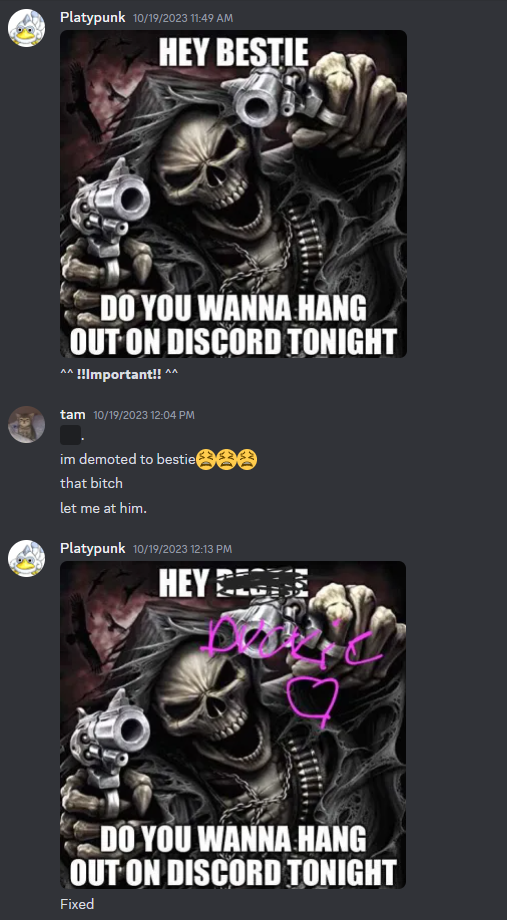 Platypunk 10/19/2023 11:49 AM
HEY BESTIE
DO YOU WANNA HANG
OUT ON DISCORD TONIGHT
^^ !!Important!! ^^
tam 10/19/2023 12:04 PM
.
im demoted to bestie😫😫😫
that bitch
let me at him.
Platypunk 10/19/2023 12:13 PM
HEY
Duckie
DO YOU WANNA HANG
OUT ON DISCORD TONIGHT
Fixed